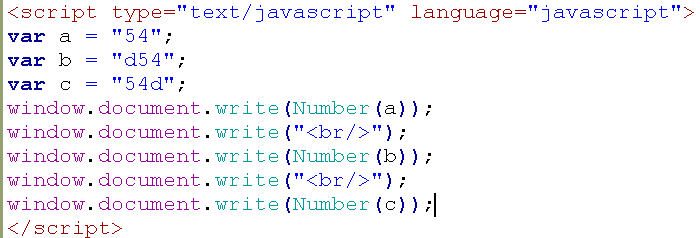 <script type="text/javascript" language="javascript">
var a = "54";
var b = "d54";
var c = "54d";
window.document.write(Number(a));
window.document.write("<br/>");
window.document.write(Number(b));
window.document.write("<br/>");
window.document.write(Number(c));
</script>